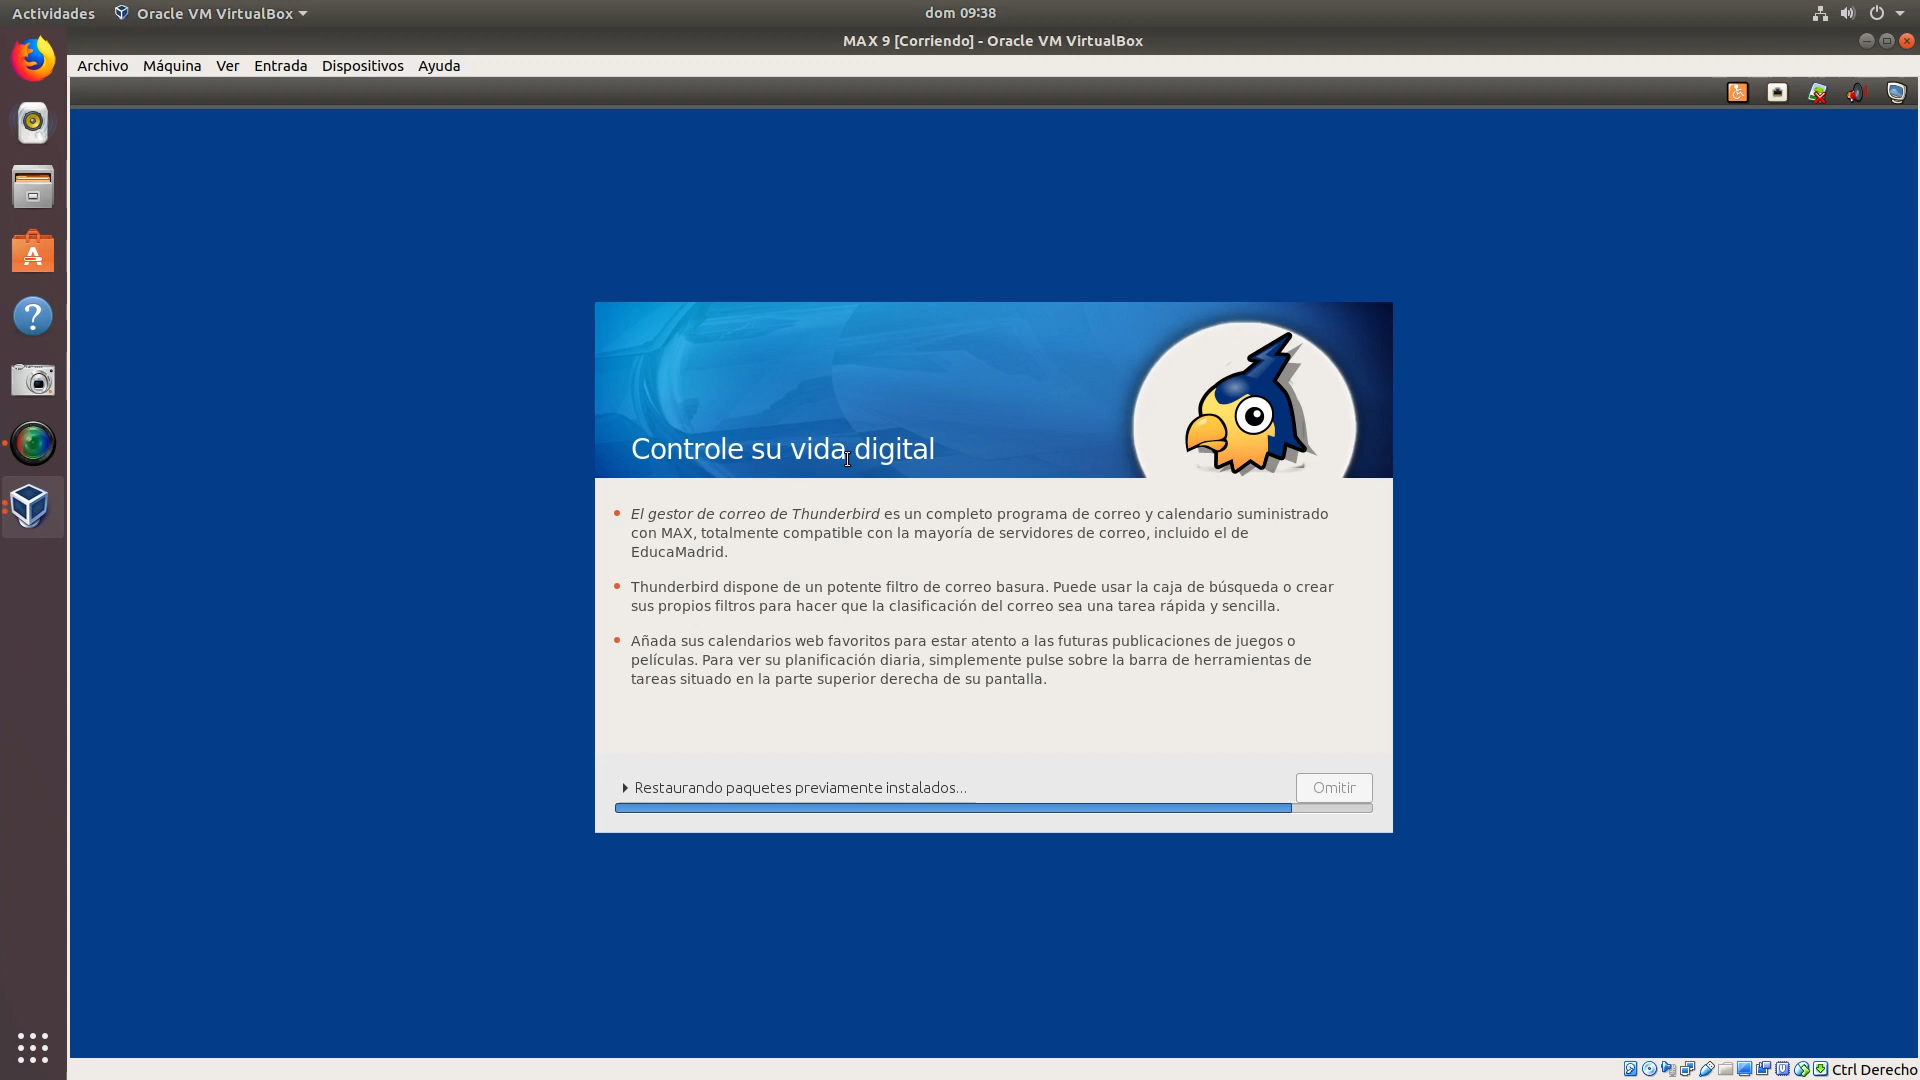 Actividades Oracle VM VirtualBox dom 09:38
MAX 9 [Corriendo] - Oracle VM VirtualBox
Archivo Máquina Ver Entrada Dispositivos Ayuda
Controle su vida digital
El gestor de correo de Thunderbird es un completo programa de correo y calendario suministrado
con MAX, totalmente compatible con la mayoría de servidores de correo, incluido el de
EducaMadrid.
Thunderbird dispone de un potente filtro de correo basura. Puede usar la caja de búsqueda o crear
sus propios filtros para hacer que la clasificación del correo sea una tarea rápida y sencilla.
Añada sus calendarios web favoritos para estar atento a las futuras publicaciones de juegos o
películas. Para ver su planificación diaria, simplemente pulse sobre la barra de herramientas de
tareas situado en la parte superior derecha de su pantalla.
Restaurando paquetes previamente instalados... Omitir
Ctrl Derecho